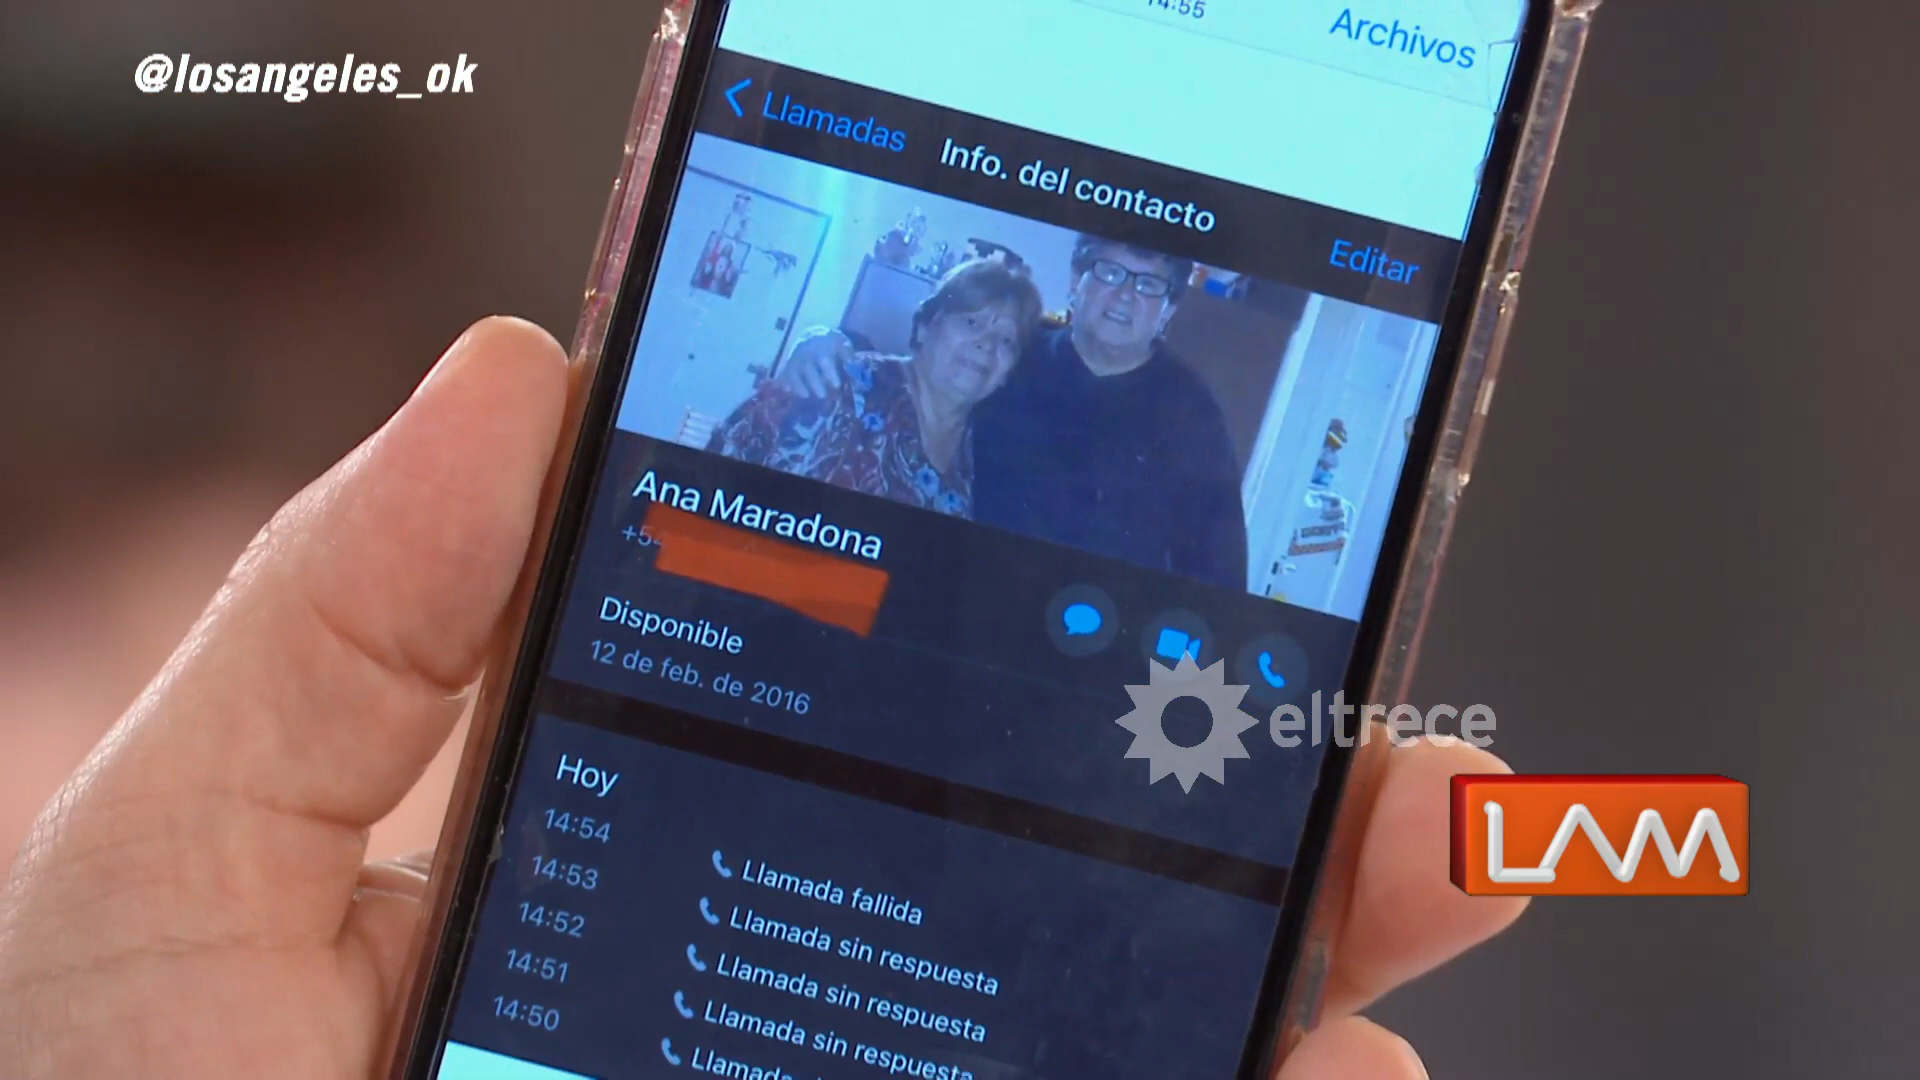 @losangeles_ok
14:55
Archivos
Llamadas
Info. del contacto
Editar
Ana Maradona
Disponible
12 de feb. de 2016
eltrece
LAM
Hoy
14:54 Llamada fallida
14:53 Llamada sin respuesta
14:52 Llamada sin respuesta
14:51 Llamada sin respuesta
14:50